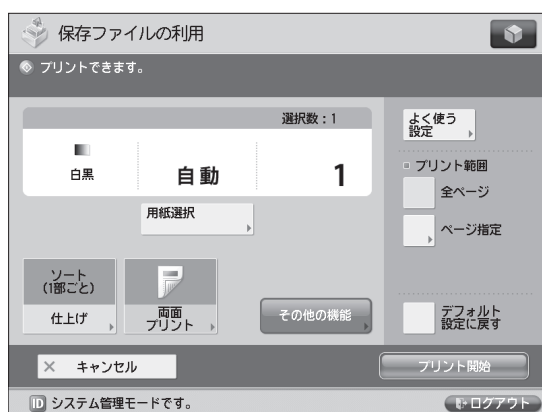 保存ファイルの利用
プリントできます。
選択数:1
白黒
自動
1
用紙選択
ソート
(1部ごと)
仕上げ
両面
プリント
その他の機能
よく使う
設定
プリント範囲
全ページ
ページ指定
デフォルト
設定に戻す
× キャンセル
プリント開始
ID システム管理モードです。
ログアウト